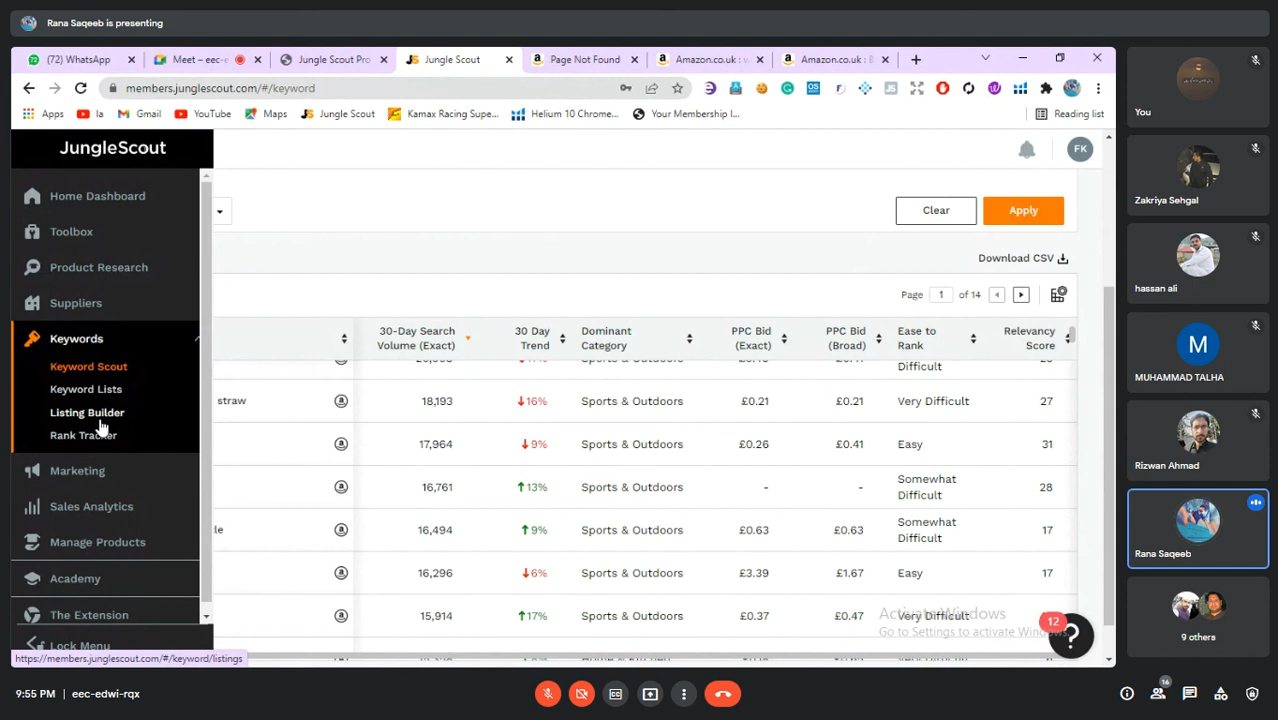 Rana Saqeeb is presenting
(72) WhatsApp
Meet – eec-e
Jungle Scout Pro
JS
Jungle Scout
Page Not Found
Amazon.co.uk : w
Amazon.co.uk : B
members.junglescout.com/#/keyword
Apps
la
Gmail
YouTube
Maps
JS
Jungle Scout
Kamax Racing Supe...
Helium 10 Chrome...
Your Membership I...
Reading list
JungleScout
FK
Home Dashboard
Toolbox
Product Research
Suppliers
Keywords
Keyword Scout
Keyword Lists
Listing Builder
Rank Tracker
Marketing
Sales Analytics
Manage Products
Academy
The Extension
Lock Menu
Clear
Apply
Download CSV
Page 1 of 14
30-Day Search Volume (Exact)
30 Day Trend
Dominant Category
PPC Bid (Exact)
PPC Bid (Broad)
Ease to Rank
Relevancy Score
Difficult
straw 18,193 16% Sports & Outdoors £0.21 £0.21 Very Difficult 27
17,964 9% Sports & Outdoors £0.26 £0.41 Easy 31
16,761 13% Sports & Outdoors - - Somewhat Difficult 28
le 16,494 9% Sports & Outdoors £0.63 £0.63 Somewhat Difficult 17
16,296 6% Sports & Outdoors £3.39 £1.67 Easy 17
15,914 17% Sports & Outdoors £0.37 £0.47 Very Difficult
Activate Windows
Go to Settings to activate Windows.
12
?
https://members.junglescout.com/#/keyword/listings
You
Zakriya Sehgal
hassan ali
M
MUHAMMAD TALHA
Rizwan Ahmad
Rana Saqeeb
9 others
9:55 PM
eec-edwi-rqx
16